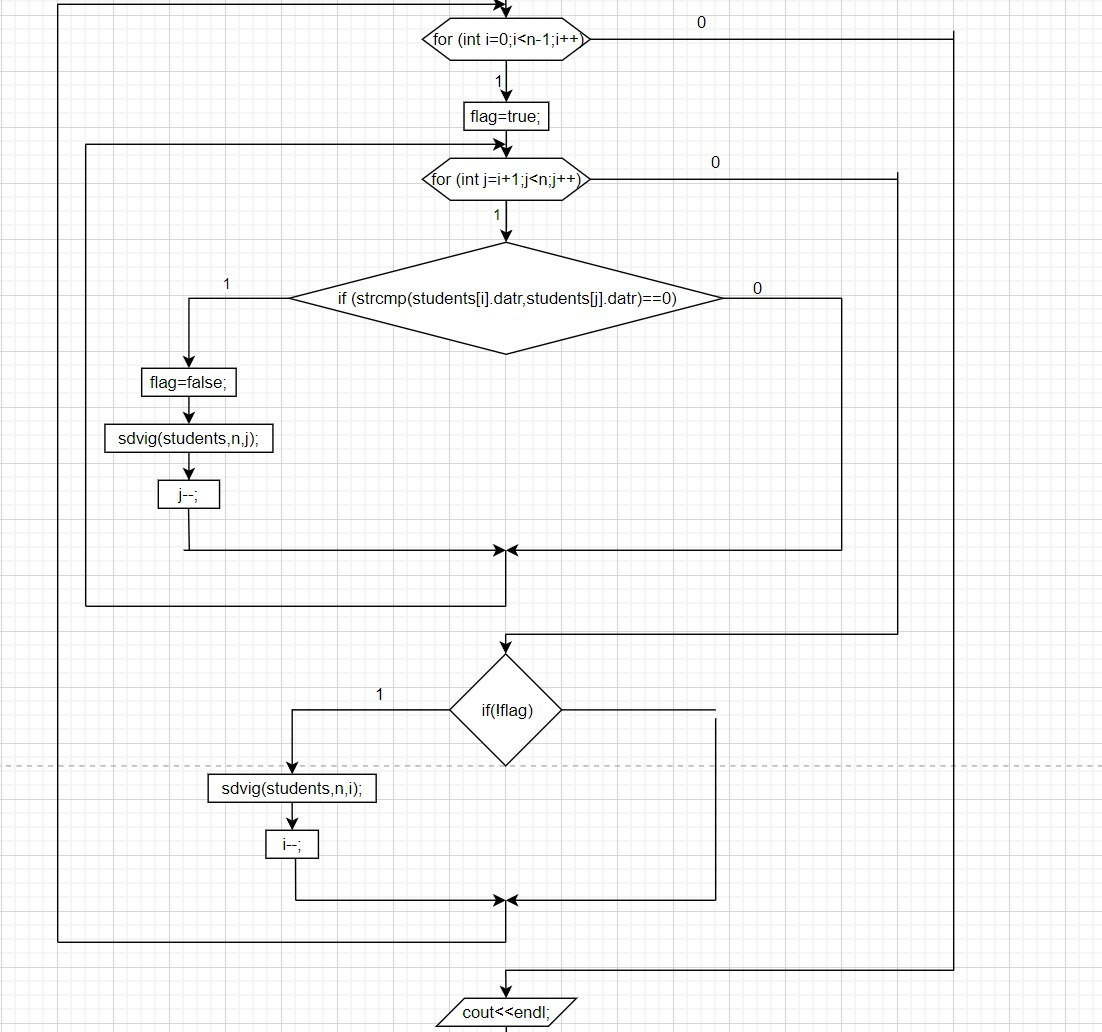 0
for (int i=0;i<n-1;i++)
1
flag=true;
0
for (int j=i+1;j<n;j++)
1
1
if (strcmp(students[i].datr,students[j].datr)==0)
0
flag=false;
sdvig(students,n,j);
j--;
1
if(!flag)
sdvig(students,n,i);
i--;
cout<<endl;